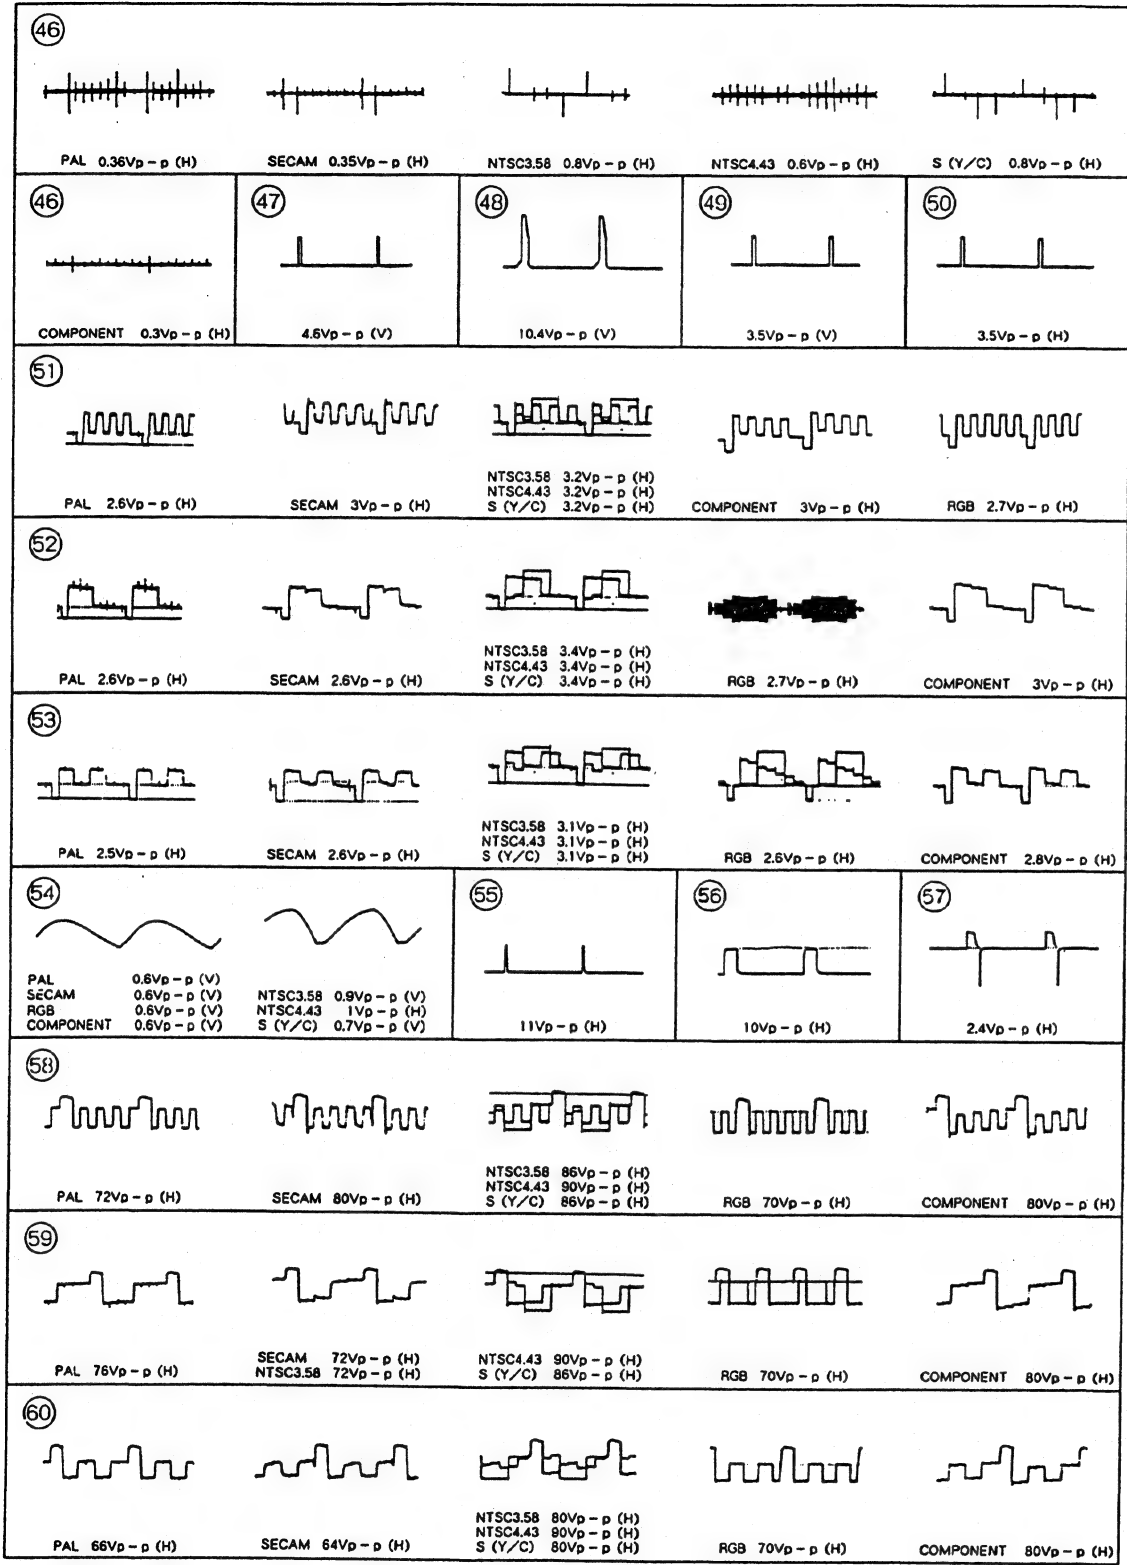 46
PAL 0.36Vp-p (H)
SECAM 0.35Vp-p (H)
NTSC3.58 0.8Vp-p (H)
NTSC4.43 0.6Vp-p (H)
S (Y/C) 0.8Vp-p (H)
46
COMPONENT 0.3Vp-p (H)
47
4.6Vp-p (V)
48
10.4Vp-p (V)
49
3.5Vp-p (V)
50
3.5Vp-p (H)
51
PAL 2.6Vp-p (H)
SECAM 3Vp-p (H)
NTSC3.58 3.2Vp-p (H)
NTSC4.43 3.2Vp-p (H)
S (Y/C) 3.2Vp-p (H)
COMPONENT 3Vp-p (H)
RGB 2.7Vp-p (H)
52
PAL 2.6Vp-p (H)
SECAM 2.6Vp-p (H)
NTSC3.58 3.4Vp-p (H)
NTSC4.43 3.4Vp-p (H)
S (Y/C) 3.4Vp-p (H)
RGB 2.7Vp-p (H)
COMPONENT 3Vp-p (H)
53
PAL 2.5Vp-p (H)
SECAM 2.6Vp-p (H)
NTSC3.58 3.1Vp-p (H)
NTSC4.43 3.1Vp-p (H)
S (Y/C) 3.1Vp-p (H)
RGB 2.6Vp-p (H)
COMPONENT 2.8Vp-p (H)
54
PAL 0.6Vp-p (V)
SECAM 0.6Vp-p (V)
RGB 0.6Vp-p (V)
COMPONENT 0.6Vp-p (V)
NTSC3.58 0.9Vp-p (V)
NTSC4.43 1Vp-p (H)
S (Y/C) 0.7Vp-p (V)
55
11Vp-p (H)
56
10Vp-p (H)
57
2.4Vp-p (H)
58
PAL 72Vp-p (H)
SECAM 80Vp-p (H)
NTSC3.58 86Vp-p (H)
NTSC4.43 90Vp-p (H)
S (Y/C) 86Vp-p (H)
RGB 70Vp-p (H)
COMPONENT 80Vp-p (H)
59
PAL 76Vp-p (H)
SECAM 72Vp-p (H)
NTSC3.58 72Vp-p (H)
NTSC4.43 90Vp-p (H)
S (Y/C) 86Vp-p (H)
RGB 70Vp-p (H)
COMPONENT 80Vp-p (H)
60
PAL 66Vp-p (H)
SECAM 64Vp-p (H)
NTSC3.58 80Vp-p (H)
NTSC4.43 90Vp-p (H)
S (Y/C) 80Vp-p (H)
RGB 70Vp-p (H)
COMPONENT 80Vp-p (H)